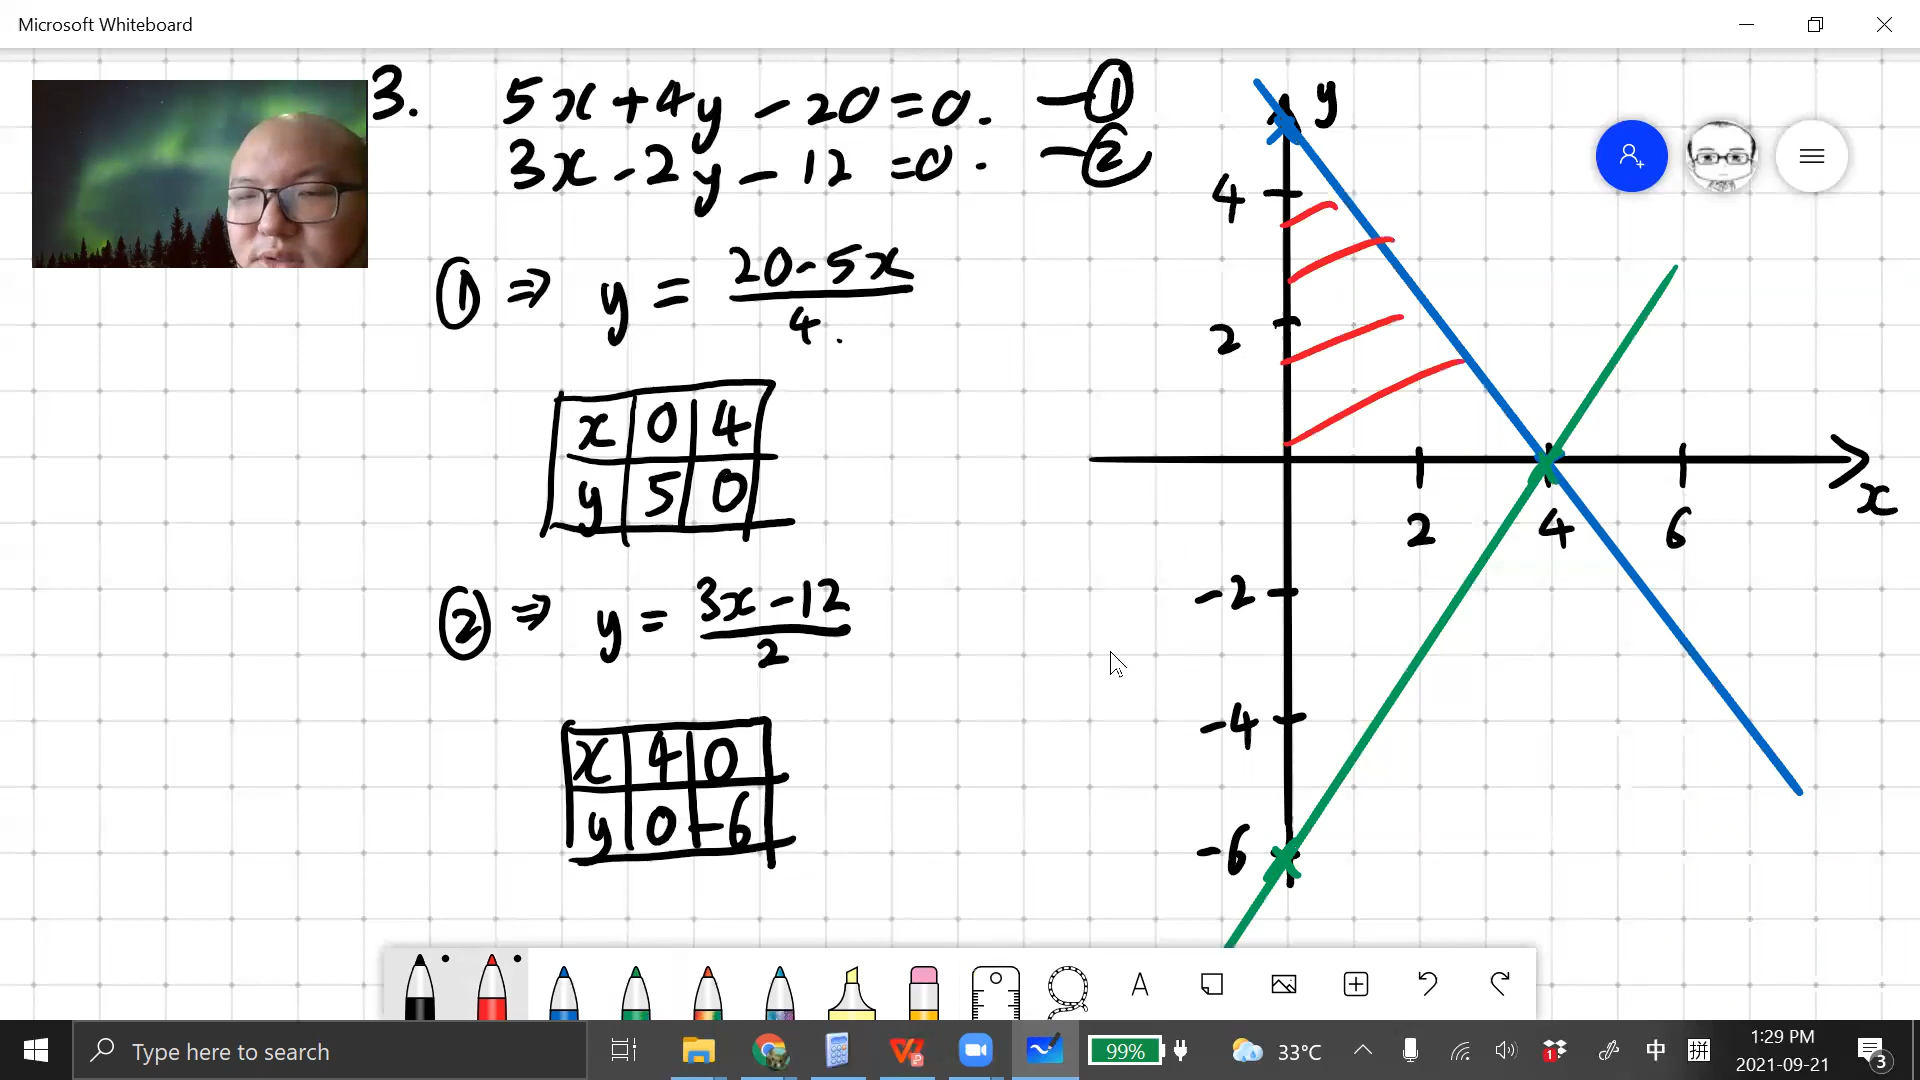 Microsoft Whiteboard
3. 5x + 4y - 20 = 0. — ①
3x - 2y - 12 = 0. — ②
① ⇒ y = (20 - 5x)/4.
x 0 4
y 5 0
② ⇒ y = (3x - 12)/2
x 4 0
y 0 -6
y
4
2
2 4 6
x
-2
-4
-6
A
Type here to search
99%
33°C
1
中
拼
1:29 PM
2021-09-21
3